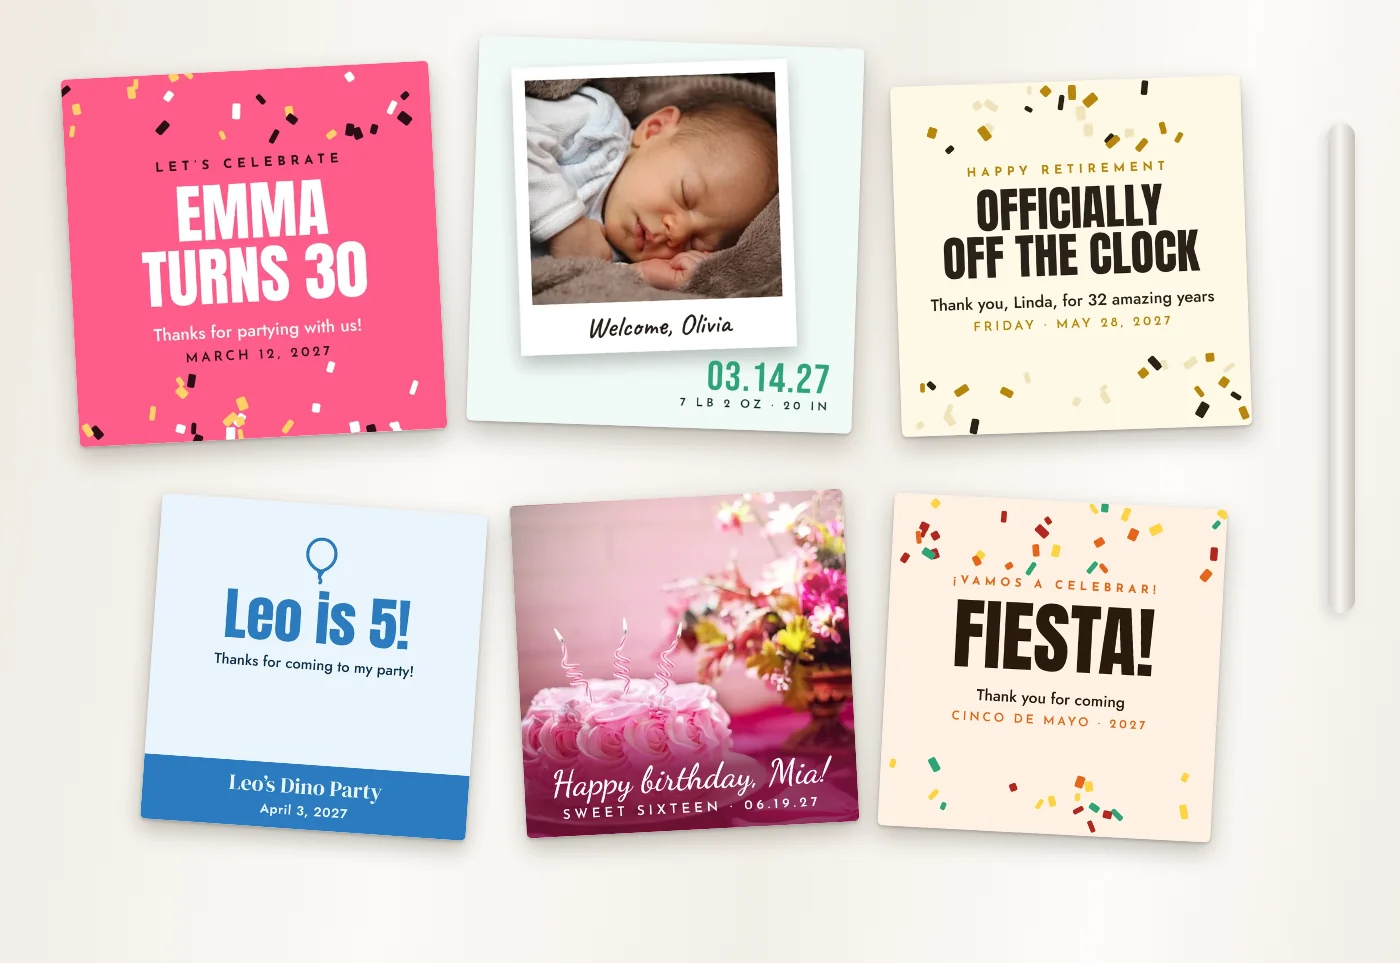 LET'S CELEBRATE
EMMA
TURNS 30
Thanks for partying with us!
MARCH 12, 2027
Welcome, Olivia
03.14.27
7 LB 2 OZ · 20 IN
HAPPY RETIREMENT
OFFICIALLY
OFF THE CLOCK
Thank you, Linda, for 32 amazing years
FRIDAY · MAY 28, 2027
Leo is 5!
Thanks for coming to my party!
Leo's Dino Party
April 3, 2027
Happy birthday, Mia!
SWEET SIXTEEN · 06.19.27
¡VAMOS A CELEBRAR!
FIESTA!
Thank you for coming
CINCO DE MAYO · 2027